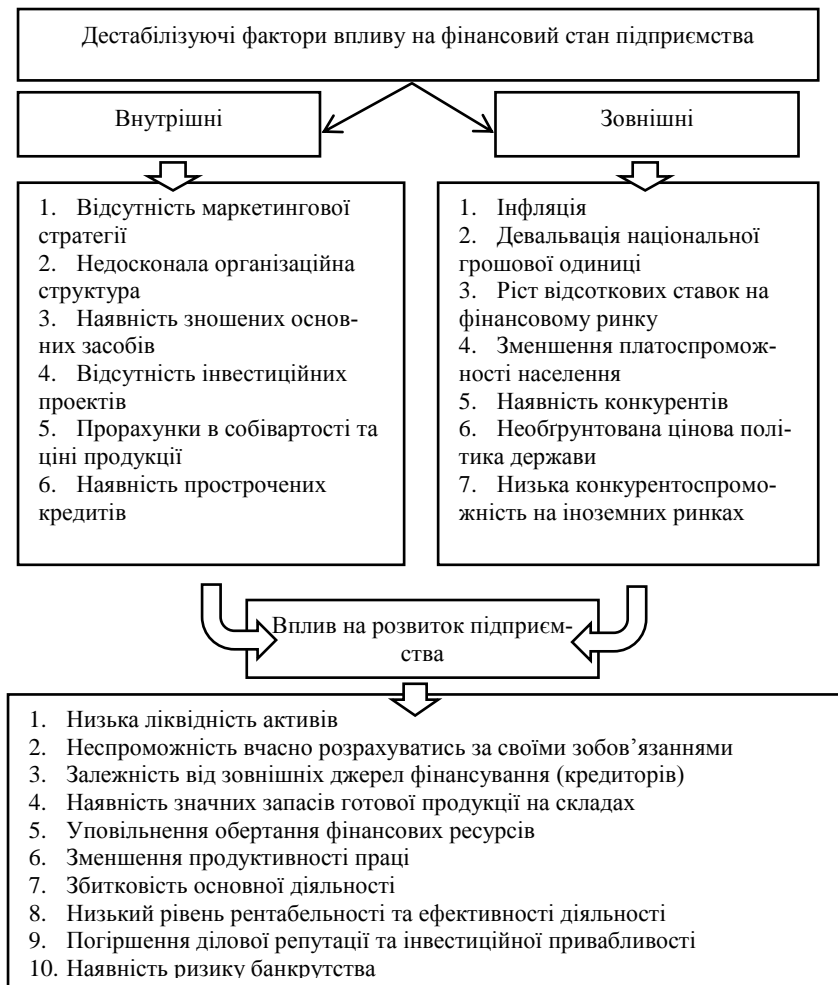 Дестабілізуючі фактори впливу на фінансовий стан підприємства
Внутрішні
Зовнішні
1. Відсутність маркетингової
стратегії
2. Недосконала організаційна
структура
3. Наявність зношених основ-
них засобів
4. Відсутність інвестиційних
проектів
5. Прорахунки в собівартості та
ціні продукції
6. Наявність прострочених
кредитів
1. Інфляція
2. Девальвація національної
грошової одиниці
3. Ріст відсоткових ставок на
фінансовому ринку
4. Зменшення платоспромож-
ності населення
5. Наявність конкурентів
6. Необґрунтована цінова полі-
тика держави
7. Низька конкурентоспромо-
жність на іноземних ринках
Вплив на розвиток підприєм-
ства
1. Низька ліквідність активів
2. Неспроможність вчасно розрахуватись за своїми зобов’язаннями
3. Залежність від зовнішніх джерел фінансування (кредиторів)
4. Наявність значних запасів готової продукції на складах
5. Уповільнення обертання фінансових ресурсів
6. Зменшення продуктивності праці
7. Збитковість основної діяльності
8. Низький рівень рентабельності та ефективності діяльності
9. Погіршення ділової репутації та інвестиційної привабливості
10. Наявність ризику банкрутства